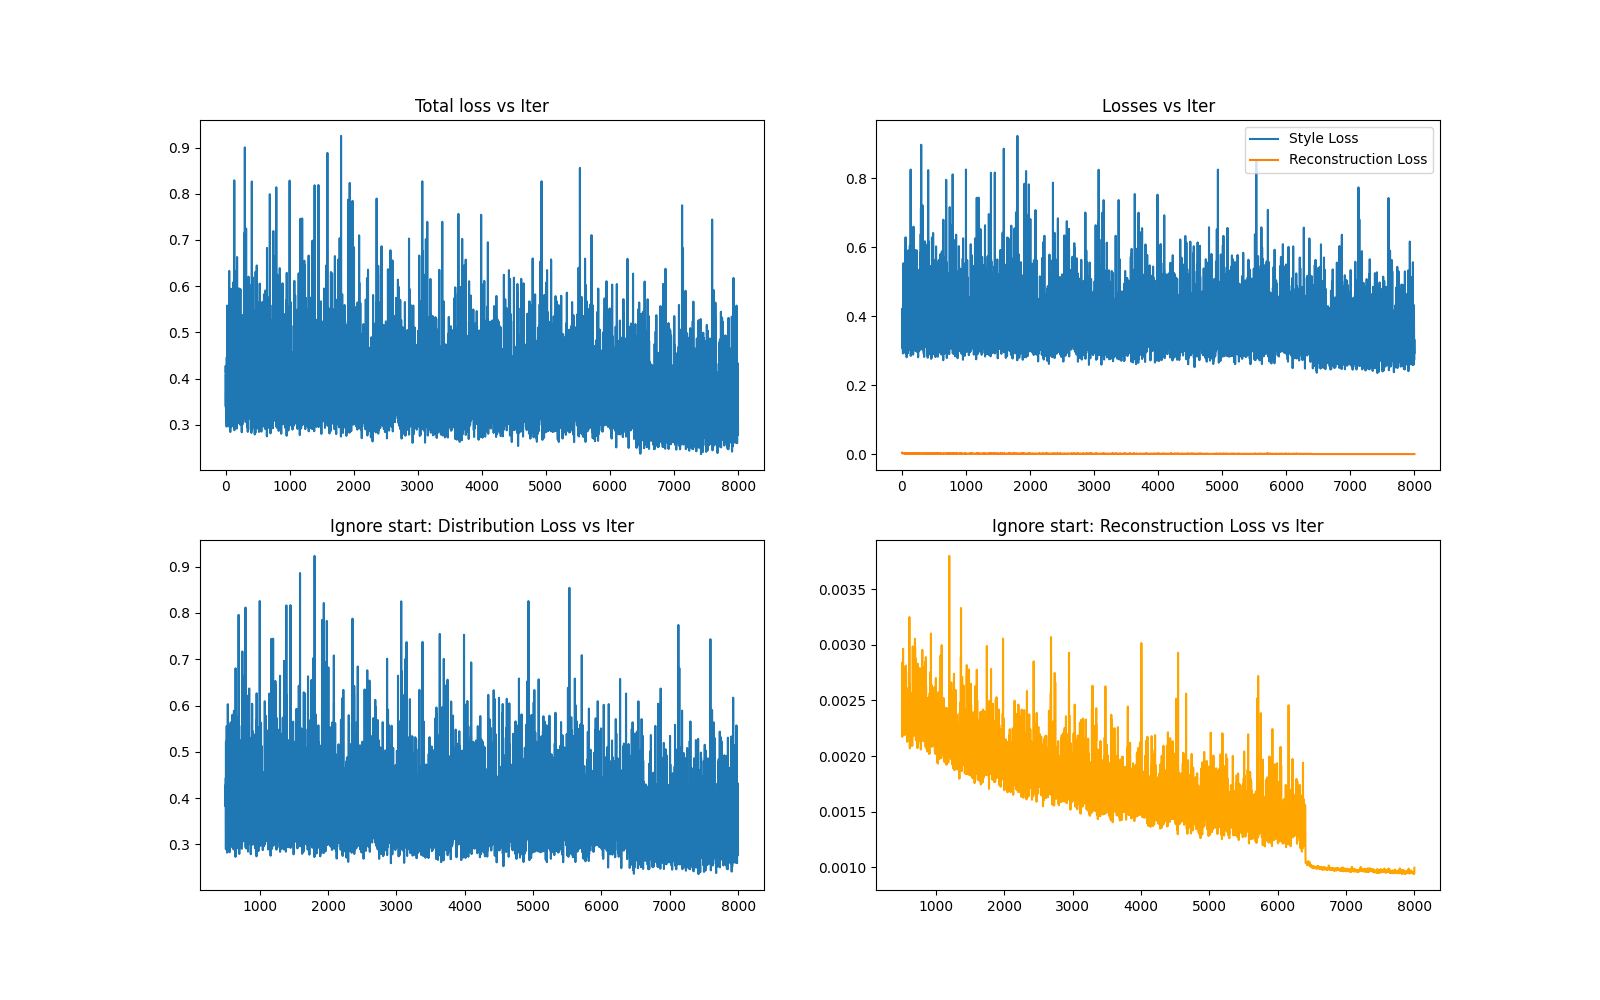 Total loss vs Iter
0.9
0.8
0.7
0.6
0.5
0.4
0.3
0 1000 2000 3000 4000 5000 6000 7000 8000
Losses vs Iter
Style Loss
Reconstruction Loss
0.8
0.6
0.4
0.2
0.0
0 1000 2000 3000 4000 5000 6000 7000 8000
Ignore start: Distribution Loss vs Iter
0.9
0.8
0.7
0.6
0.5
0.4
0.3
1000 2000 3000 4000 5000 6000 7000 8000
Ignore start: Reconstruction Loss vs Iter
0.0035
0.0030
0.0025
0.0020
0.0015
0.0010
1000 2000 3000 4000 5000 6000 7000 8000